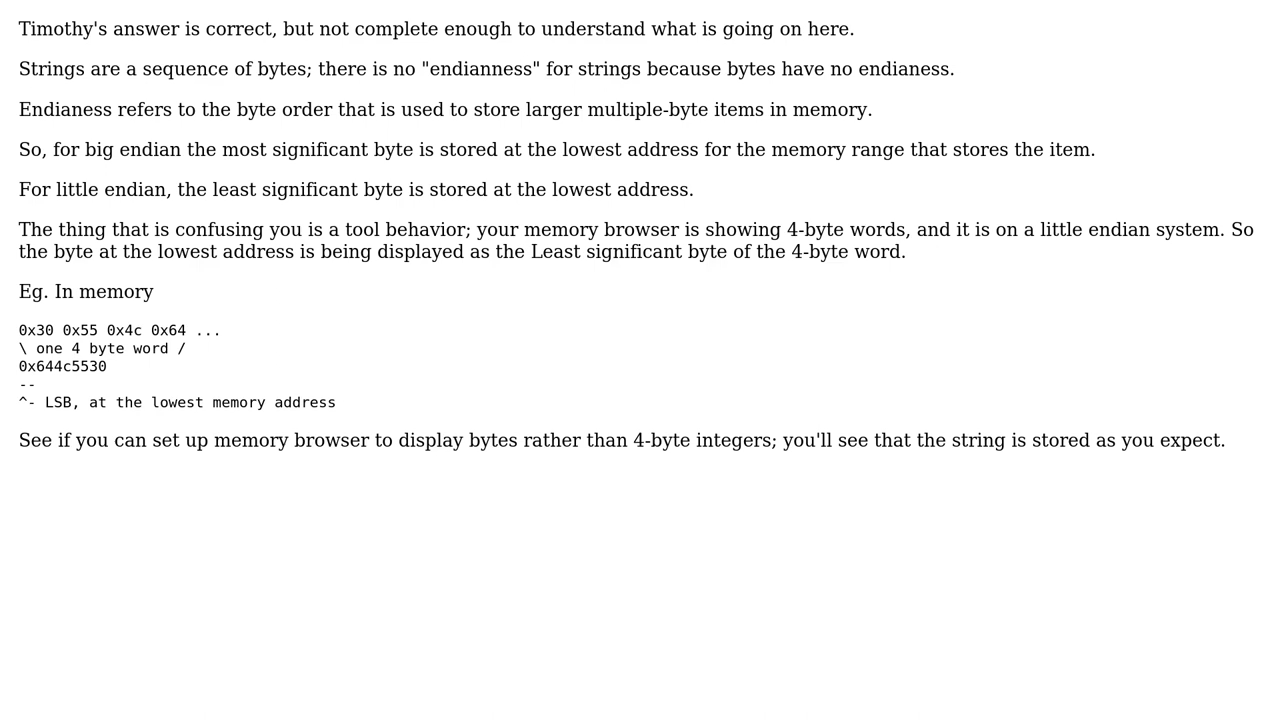 Timothy's answer is correct, but not complete enough to understand what is going on here.
Strings are a sequence of bytes; there is no "endianness" for strings because bytes have no endianess.
Endianess refers to the byte order that is used to store larger multiple-byte items in memory.
So, for big endian the most significant byte is stored at the lowest address for the memory range that stores the item.
For little endian, the least significant byte is stored at the lowest address.
The thing that is confusing you is a tool behavior; your memory browser is showing 4-byte words, and it is on a little endian system. So
the byte at the lowest address is being displayed as the Least significant byte of the 4-byte word.
Eg. In memory
0x30 0x55 0x4c 0x64 ...
\ one 4 byte word /
0x644c5530
--
^- LSB, at the lowest memory address
See if you can set up memory browser to display bytes rather than 4-byte integers; you'll see that the string is stored as you expect.